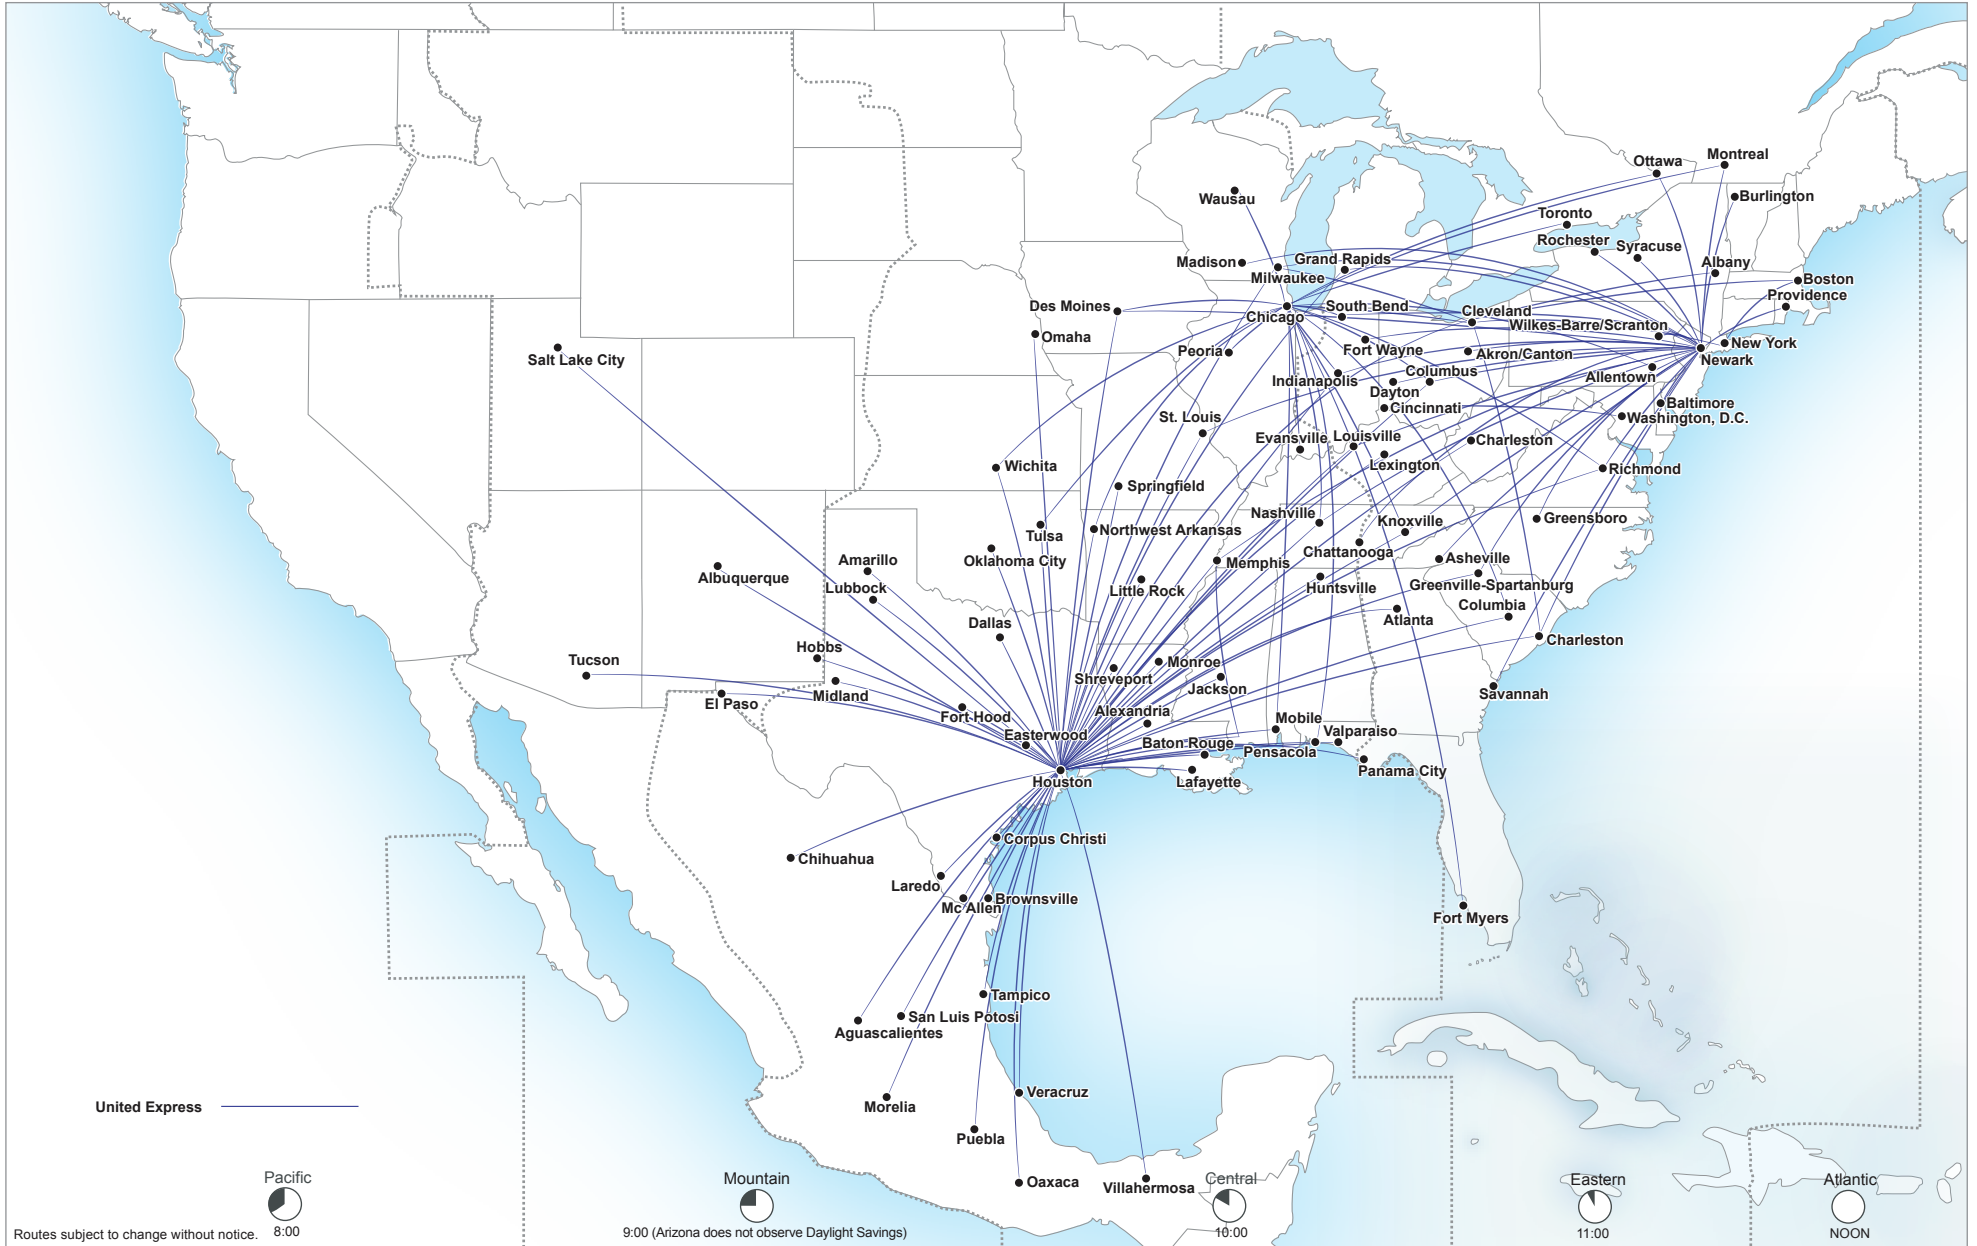 Ottawa
Montreal
Wausau
Burlington
Toronto
Rochester
Syracuse
Madison
Grand Rapids
Albany
Milwaukee
Boston
Providence
Des Moines
South Bend
Cleveland
Chicago
Wilkes-Barre/Scranton
Omaha
New York
Salt Lake City
Peoria
Fort Wayne
Akron/Canton
Newark
Indianapolis
Columbus
Allentown
Dayton
Baltimore
Cincinnati
St. Louis
Washington, D.C.
Evansville
Louisville
Charleston
Wichita
Lexington
Richmond
Springfield
Nashville
Knoxville
Greensboro
Tulsa
Northwest Arkansas
Chattanooga
Oklahoma City
Amarillo
Memphis
Asheville
Albuquerque
Lubbock
Little Rock
Huntsville
Greenville-Spartanburg
Columbia
Dallas
Atlanta
Charleston
Hobbs
Tucson
Monroe
Shreveport
Jackson
Savannah
El Paso
Midland
Fort Hood
Alexandria
Mobile
Easterwood
Baton Rouge
Pensacola
Valparaiso
Panama City
Houston
Lafayette
Corpus Christi
Chihuahua
Laredo
Mc Allen
Brownsville
Fort Myers
Tampico
San Luis Potosi
Aguascalientes
Veracruz
Morelia
United Express
Puebla
Oaxaca
Villahermosa
Pacific
Mountain
Central
Eastern
Atlantic
Routes subject to change without notice.
8:00
9:00 (Arizona does not observe Daylight Savings)
10:00
11:00
NOON